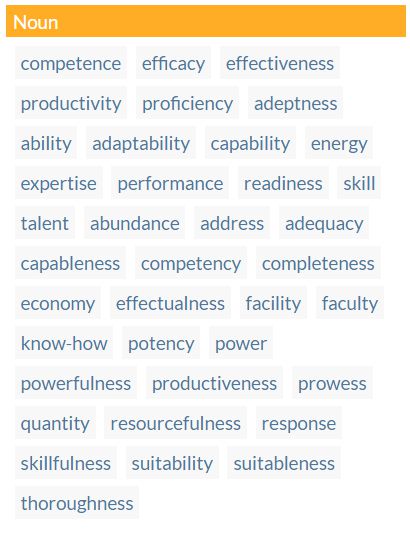 Noun
competence efficacy effectiveness
productivity proficiency adeptness
ability adaptability capability energy
expertise performance readiness skill
talent abundance address adequacy
capableness competency completeness
economy effectualness facility faculty
know-how potency power
powerfulness productiveness prowess
quantity resourcefulness response
skillfulness suitability suitableness
thoroughness